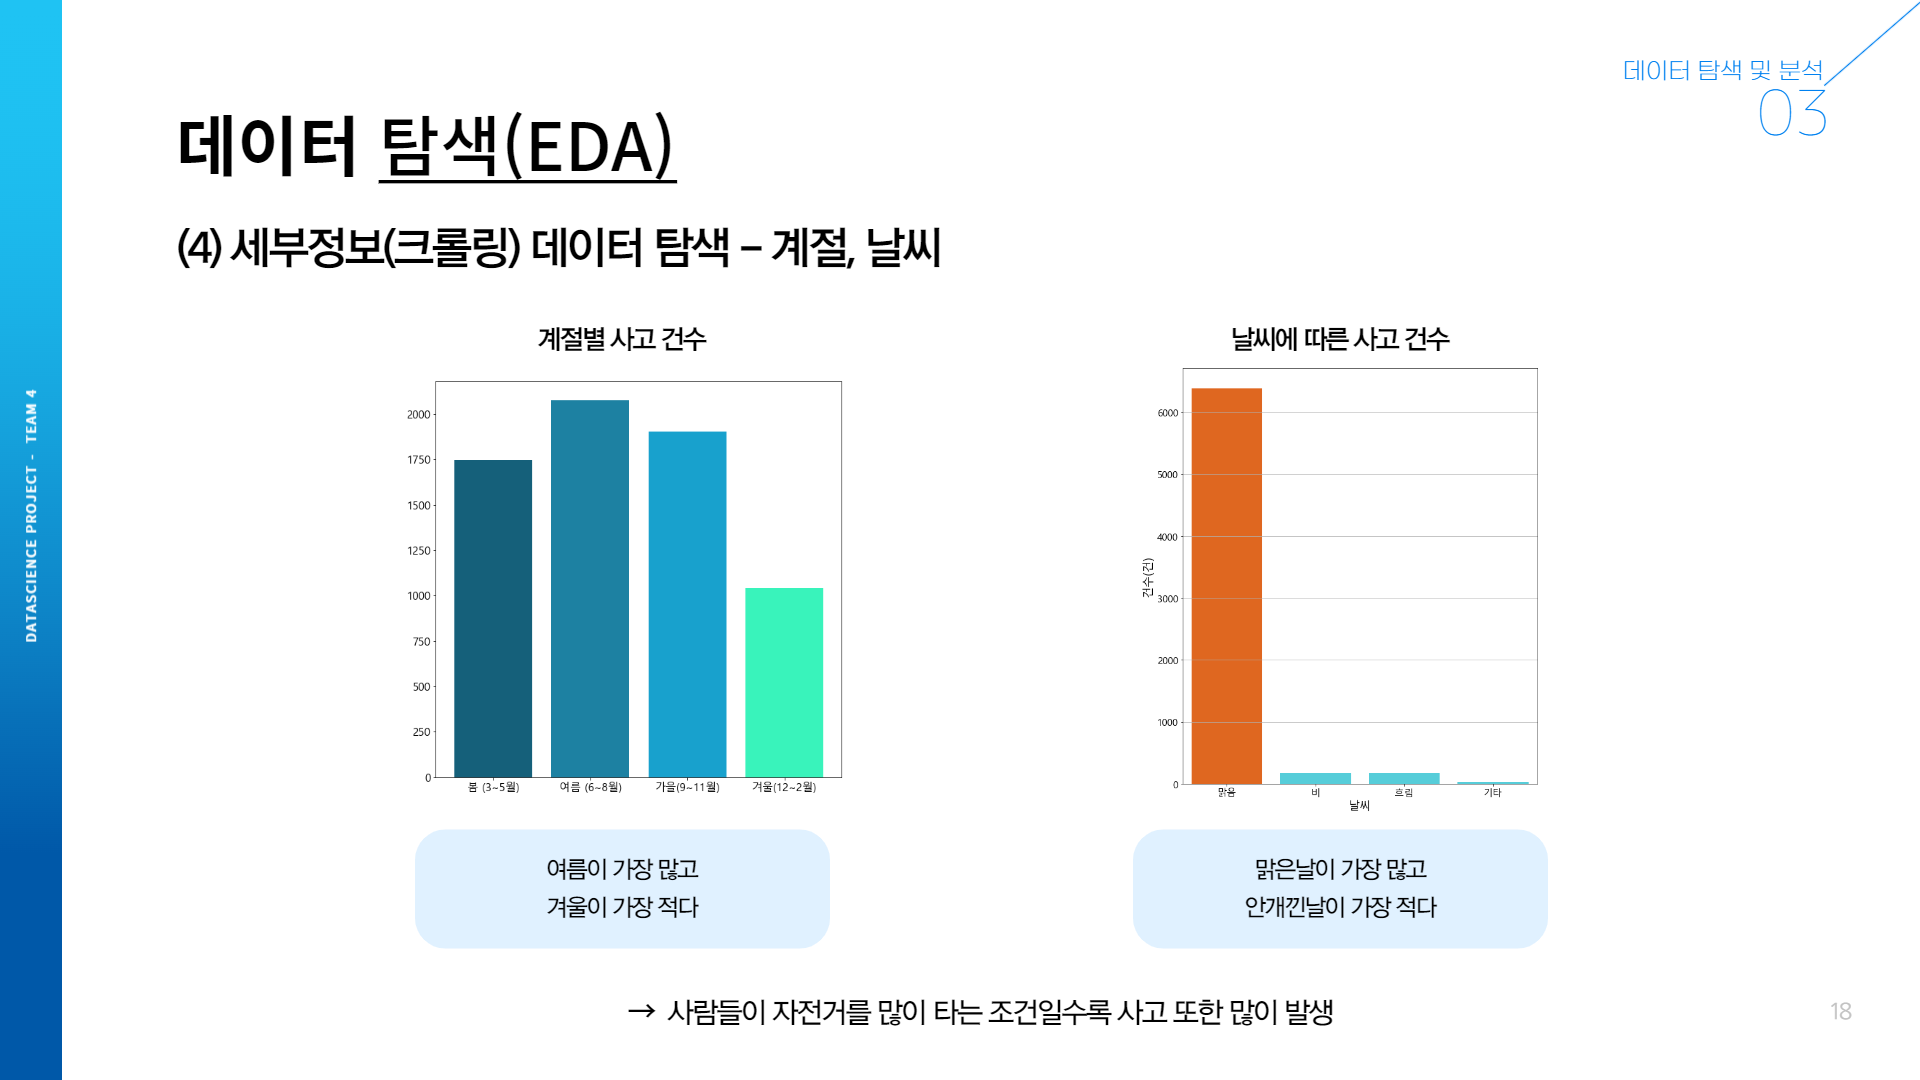 데이터 탐색 및 분석
03
데이터 탐색(EDA)
(4) 세부정보(크롤링) 데이터 탐색 – 계절, 날씨
DATASCIENCE PROJECT - TEAM 4
계절별 사고 건수
2000
1750
1500
1250
1000
750
500
250
0
봄 (3~5월) 여름 (6~8월) 가을(9~11월) 겨울(12~2월)
여름이 가장 많고
겨울이 가장 적다
날씨에 따른 사고 건수
건수(건)
6000
5000
4000
3000
2000
1000
0
맑음 비 흐림 기타
날씨
맑은날이 가장 많고
안개낀날이 가장 적다
→ 사람들이 자전거를 많이 타는 조건일수록 사고 또한 많이 발생
18